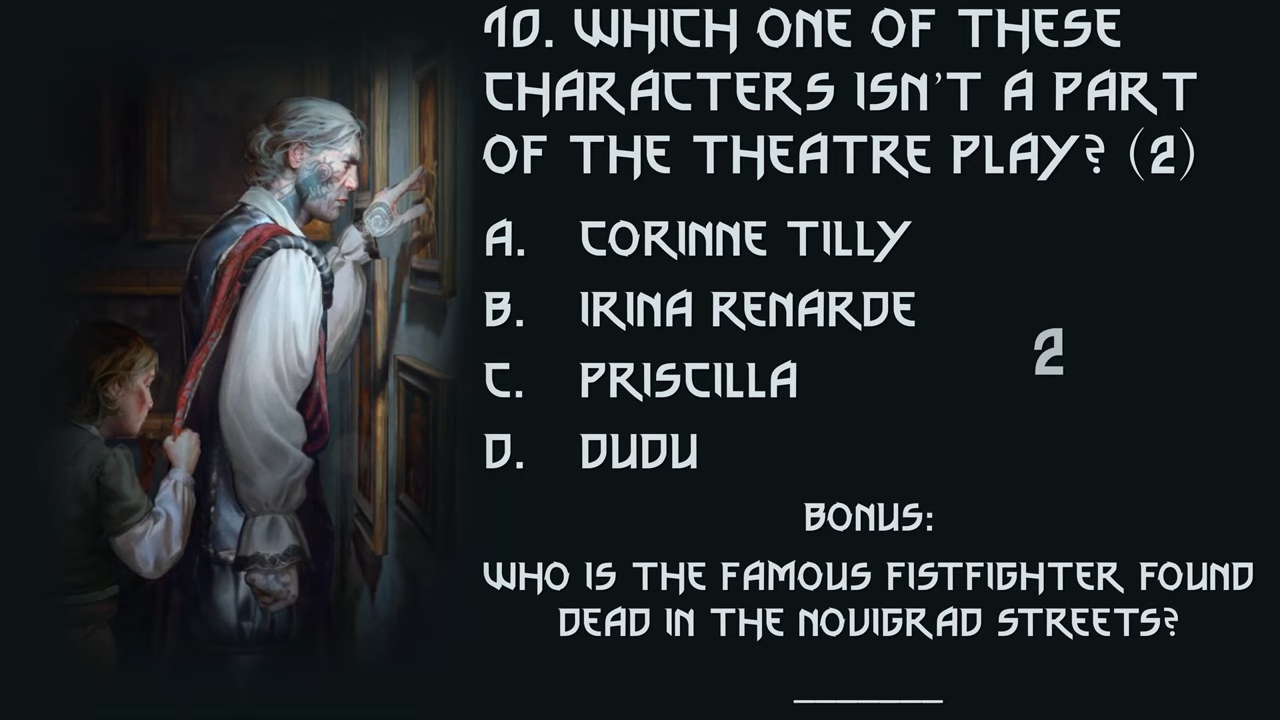 10. WHICH ONE OF THESE
CHARACTERS ISN'T A PART
OF THE THEATRE PLAY? (2)
A. CORINNE TILLY
B. IRINA RENARDE
2
C. PRISCILLA
D. DUDU
BONUS:
WHO IS THE FAMOUS FISTFIGHTER FOUND
DEAD IN THE NOVIGRAD STREETS?